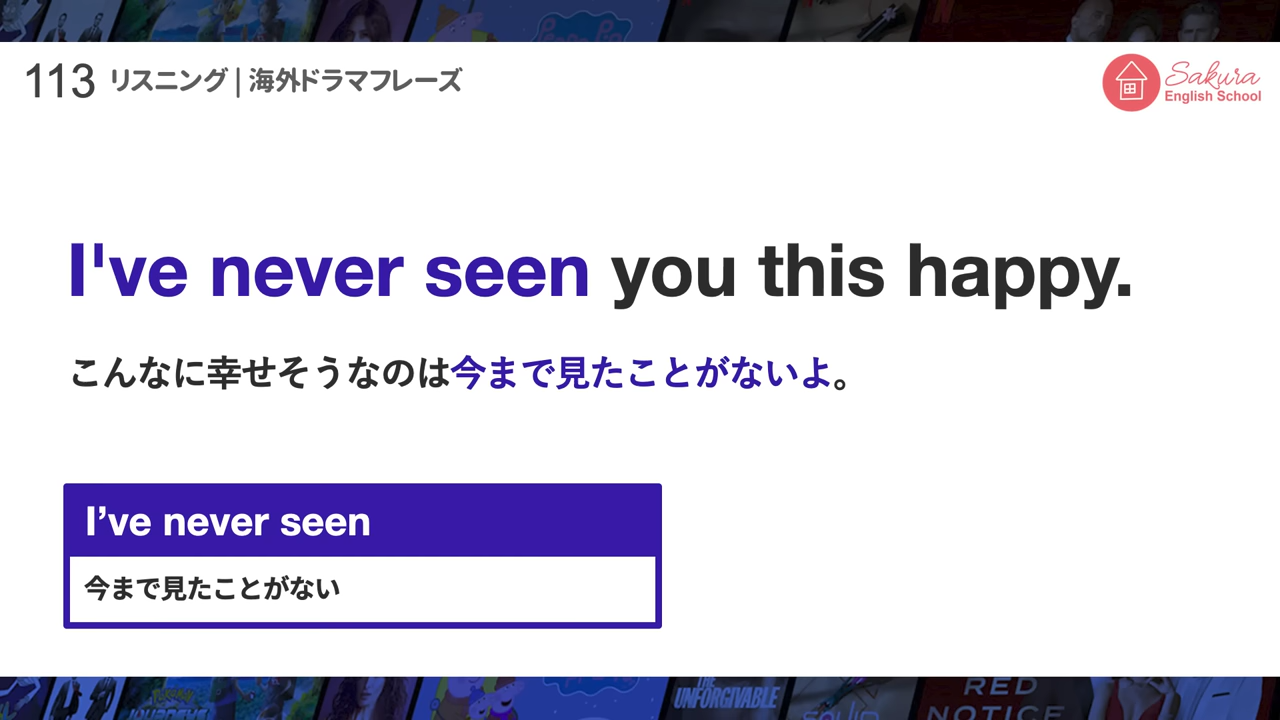 113 リスニング | 海外ドラマフレーズ
Sakura
English School
I've never seen you this happy.
こんなに幸せそうなのは今まで見たことがないよ。
I’ve never seen
今まで見たことがない
THE
UNFORGIVABLE
RED
NOTICE